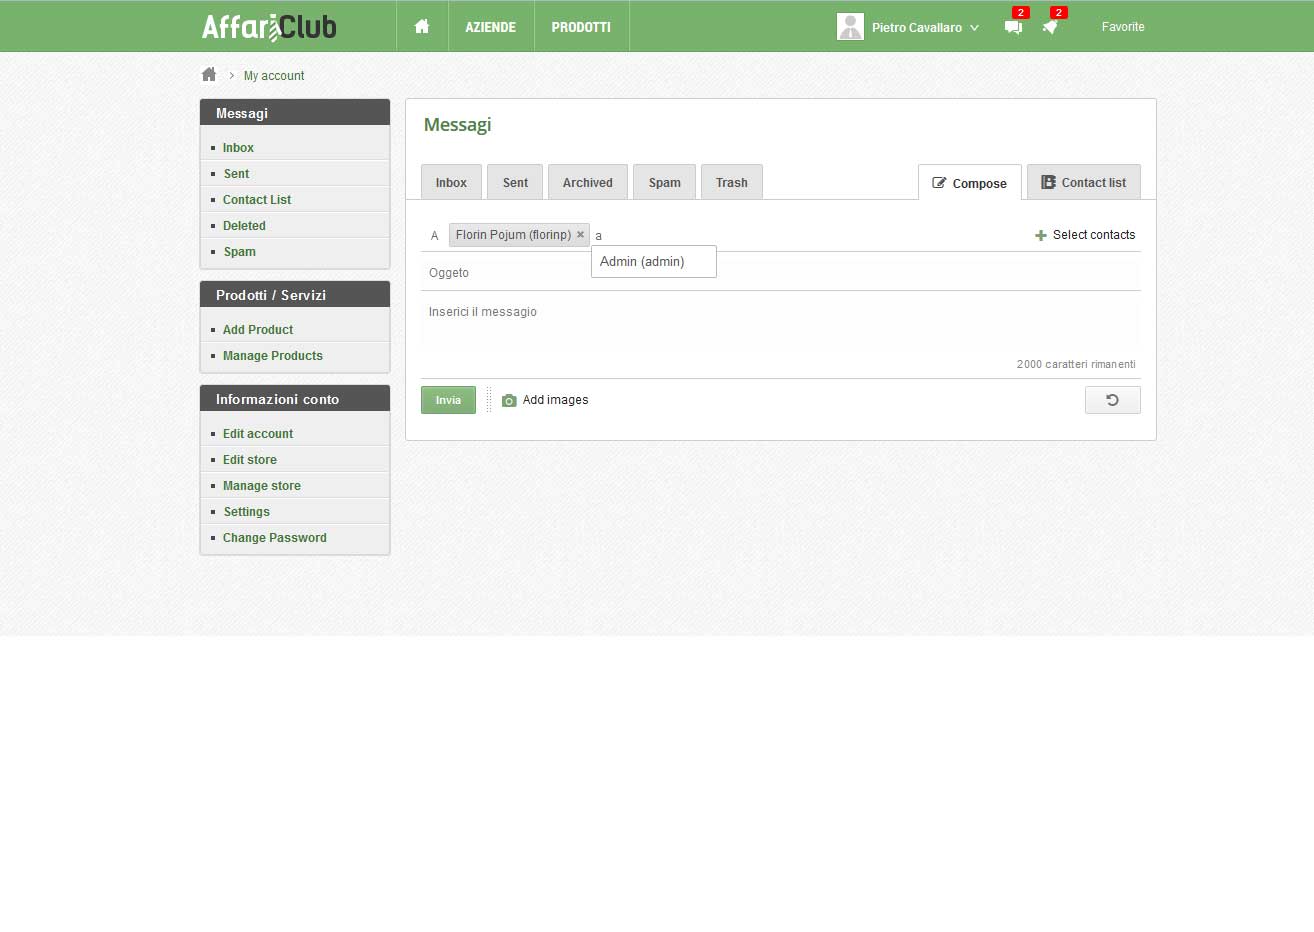 AffariClub
AZIENDE
PRODOTTI
Pietro Cavallaro
2
2
Favorite
My account
Messagi
Inbox
Sent
Contact List
Deleted
Spam
Prodotti / Servizi
Add Product
Manage Products
Informazioni conto
Edit account
Edit store
Manage store
Settings
Change Password
Messagi
Inbox
Sent
Archived
Spam
Trash
Compose
Contact list
A Florin Pojum (florinp) × a
Select contacts
Admin (admin)
Oggeto
Inserici il messagio
2000 caratteri rimanenti
Invia
Add images